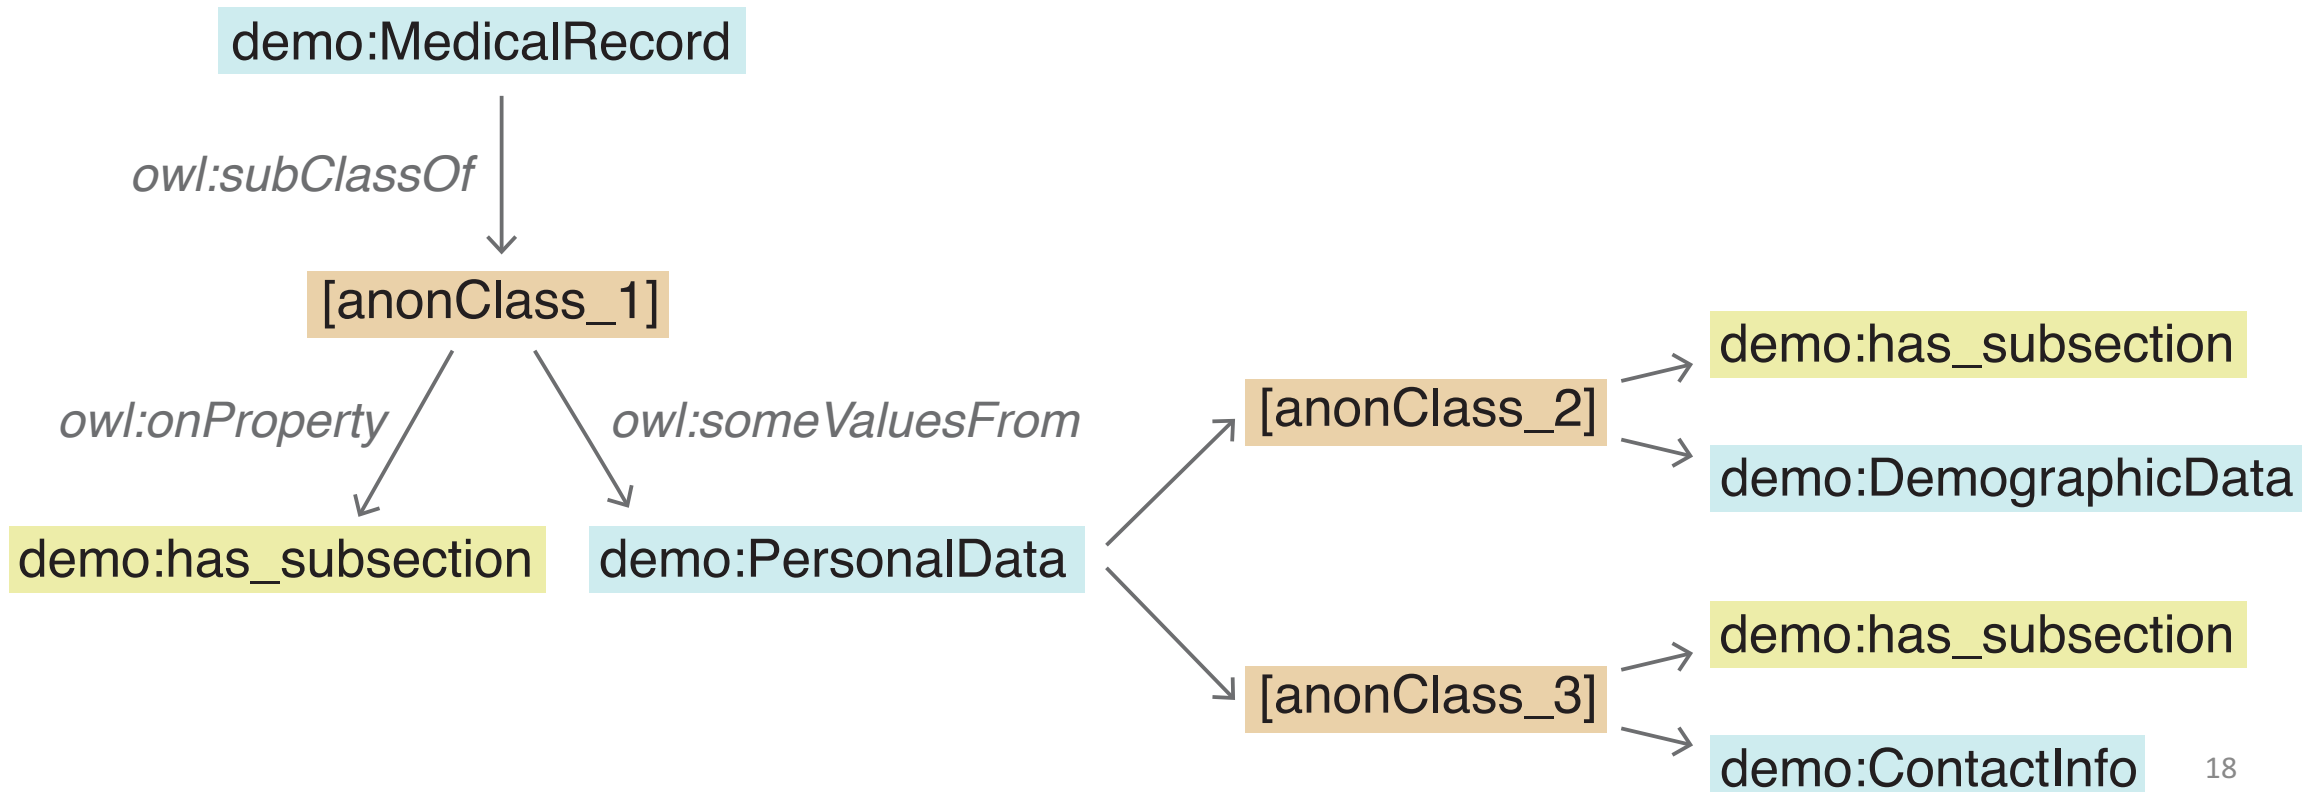 demo:MedicalRecord
owl:subClassOf
[anonClass_1]
owl:onProperty
owl:someValuesFrom
demo:has_subsection
demo:PersonalData
[anonClass_2]
demo:has_subsection
demo:DemographicData
[anonClass_3]
demo:has_subsection
demo:ContactInfo
18